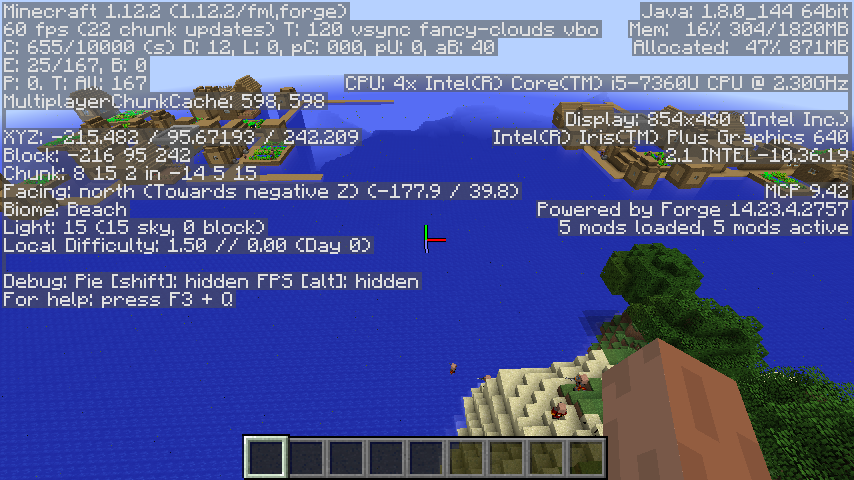 Minecraft 1.12.2 (1.12.2/fml,forge)
60 fps (22 chunk updates) T: 120 vsync fancy-clouds vbo
C: 655/10000 (s) D: 12, L: 0, pC: 000, pU: 0, aB: 40
E: 25/167, B: 0
P: 0, T: All: 167
MultiplayerChunkCache: 598, 598
XYZ: -215.482 / 95.67193 / 242.209
Block: -216 95 242
Chunk: 8 15 2 in -14 5 15
Facing: north (Towards negative Z) (-177.9 / 39.8)
Biome: Beach
Light: 15 (15 sky, 0 block)
Local Difficulty: 1.50 // 0.00 (Day 0)
Debug: Pie [shift]: hidden FPS [alt]: hidden
For help: press F3 + Q
Java: 1.8.0_144 64bit
Mem: 16% 304/1820MB
Allocated: 47% 871MB
CPU: 4x Intel(R) Core(TM) i5-7360U CPU @ 2.30GHz
Display: 854x480 (Intel Inc.)
Intel(R) Iris(TM) Plus Graphics 640
2.1 INTEL-10.36.19
MCP 9.42
Powered by Forge 14.23.4.2757
5 mods loaded, 5 mods active